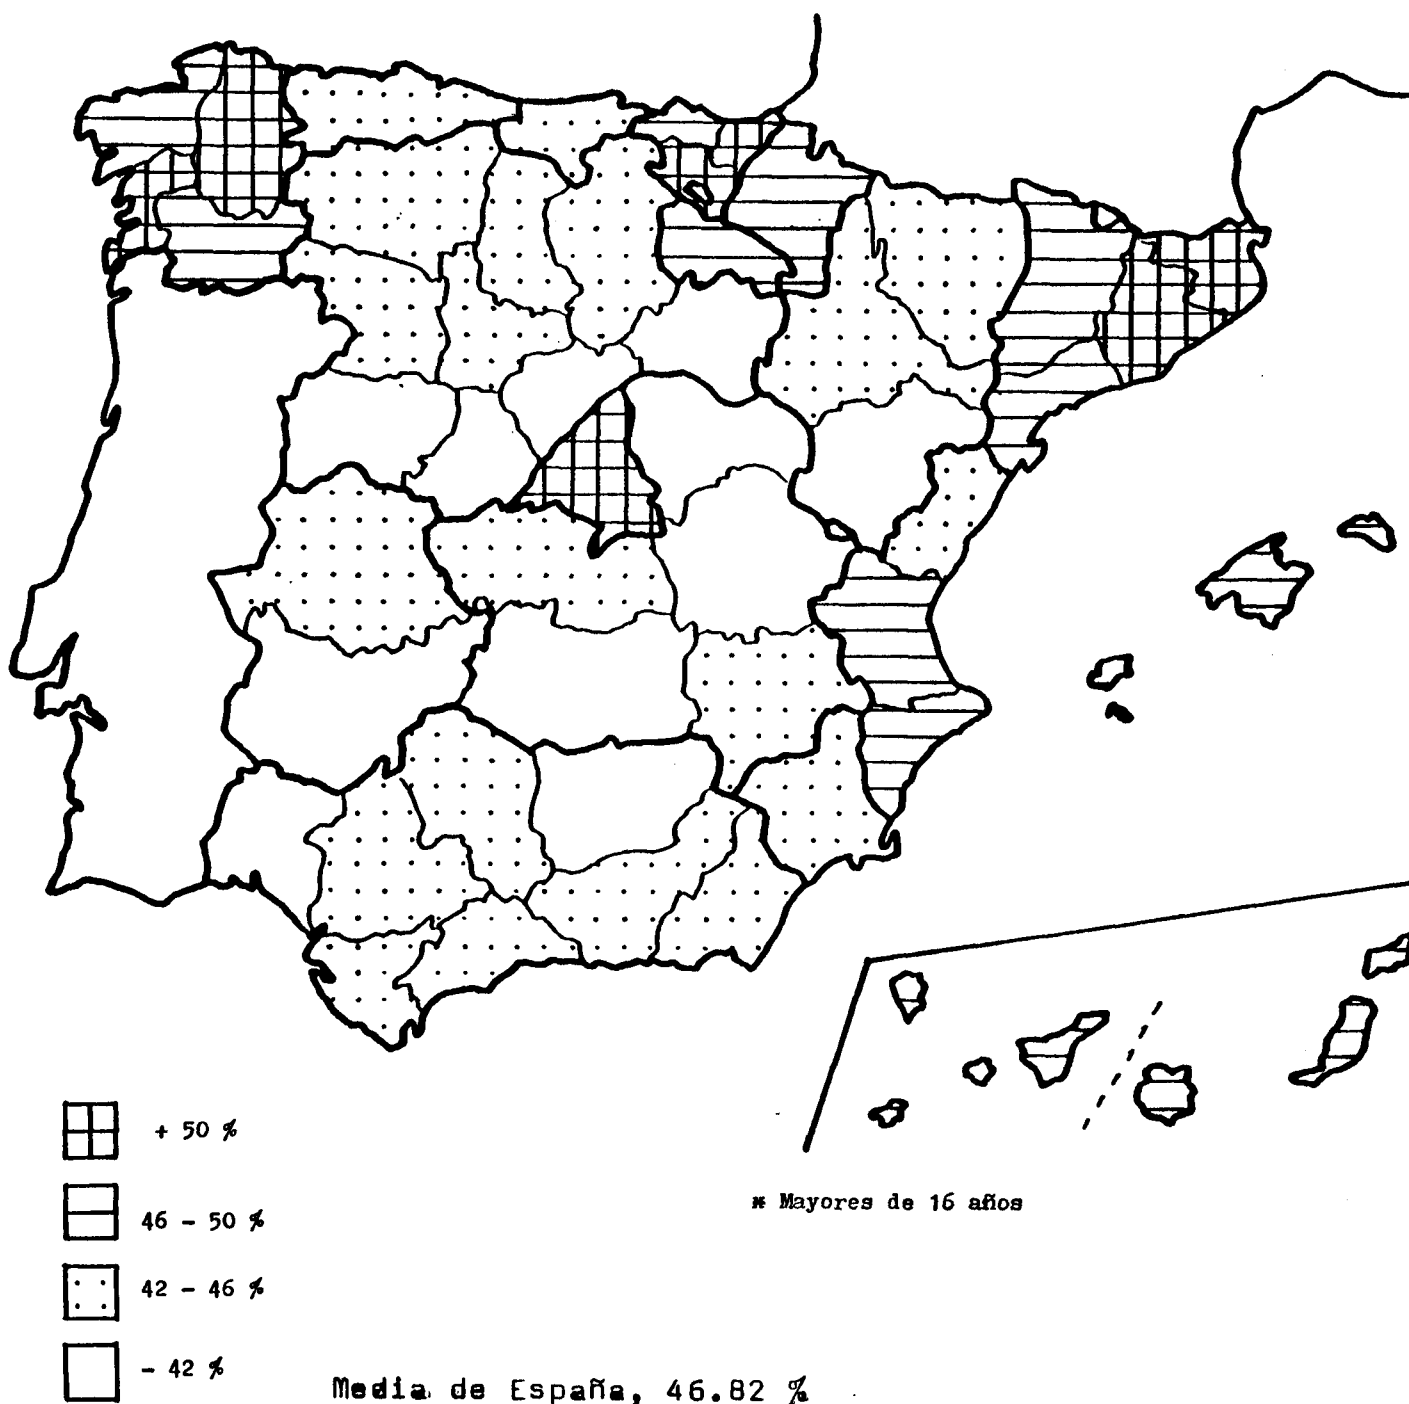 + 50 %
46 - 50 %
42 - 46 %
- 42 %
* Mayores de 16 años
Media de España, 46.82 %